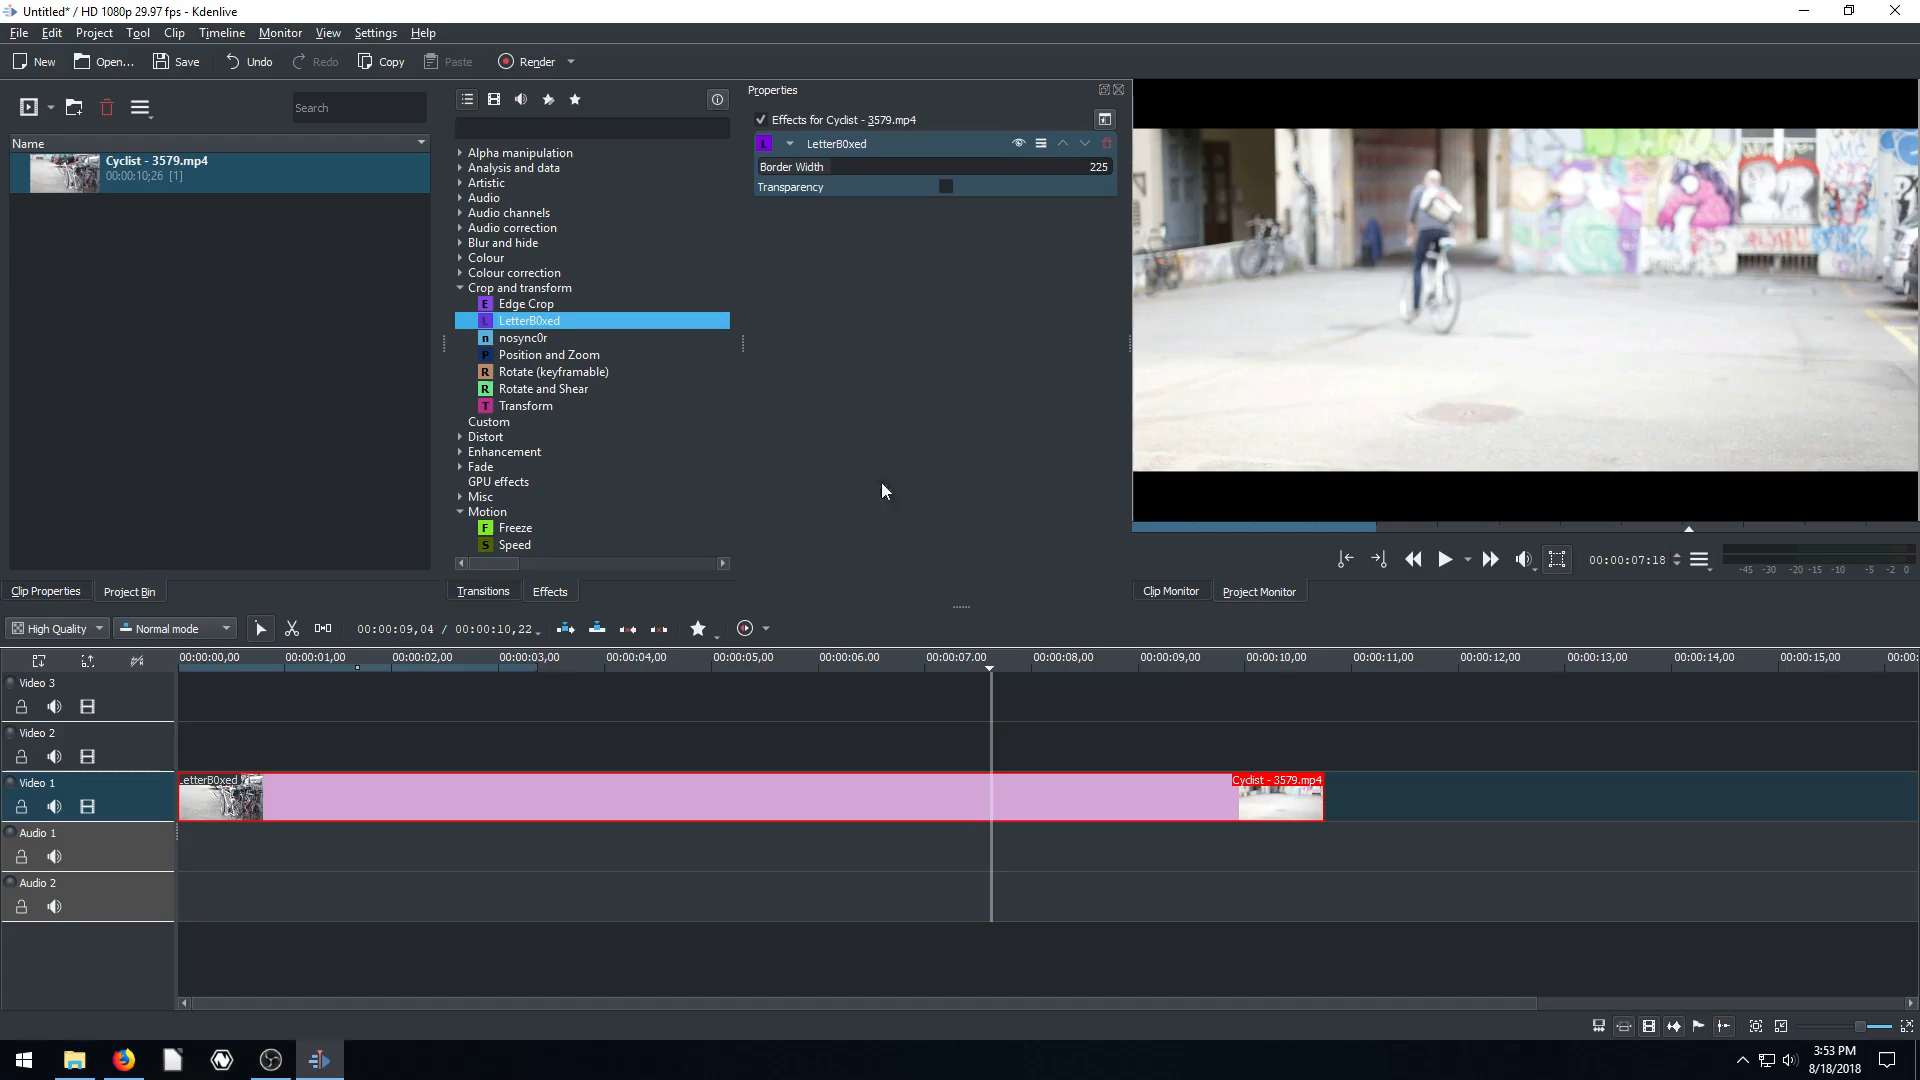 Untitled* / HD 1080p 29.97 fps - Kdenlive
File Edit Project Tool Clip Timeline Monitor View Settings Help
New Open... Save Undo Redo Copy Paste Render
Search
Name
Cyclist - 3579.mp4
00:00:10;26 [1]
Alpha manipulation
Analysis and data
Artistic
Audio
Audio channels
Audio correction
Blur and hide
Colour
Colour correction
Crop and transform
E Edge Crop
L LetterB0xed
n nosync0r
P Position and Zoom
R Rotate (keyframable)
R Rotate and Shear
T Transform
Custom
Distort
Enhancement
Fade
GPU effects
Misc
Motion
F Freeze
S Speed
Properties
Effects for Cyclist - 3579.mp4
L LetterB0xed
Border Width 225
Transparency
00:00:07:18
-45 -30 -20 -15 -10 -5 -2 0
Clip Properties Project Bin
Transitions Effects
Clip Monitor Project Monitor
High Quality Normal mode 00:00:09,04 / 00:00:10,22
00:00:00,00 00:00:01,00 00:00:02,00 00:00:03,00 00:00:04,00 00:00:05,00 00:00:06,00 00:00:07,00 00:00:08,00 00:00:09,00 00:00:10,00 00:00:11,00 00:00:12,00 00:00:13,00 00:00:14,00 00:00:15,00 00:00:
Video 3
Video 2
Video 1
etterB0xed
Cyclist - 3579.mp4
Audio 1
Audio 2
3:53 PM
8/18/2018